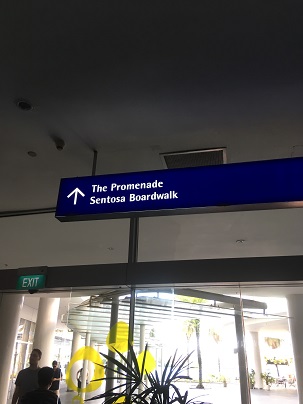 The Promenade
Sentosa Boardwalk
EXIT